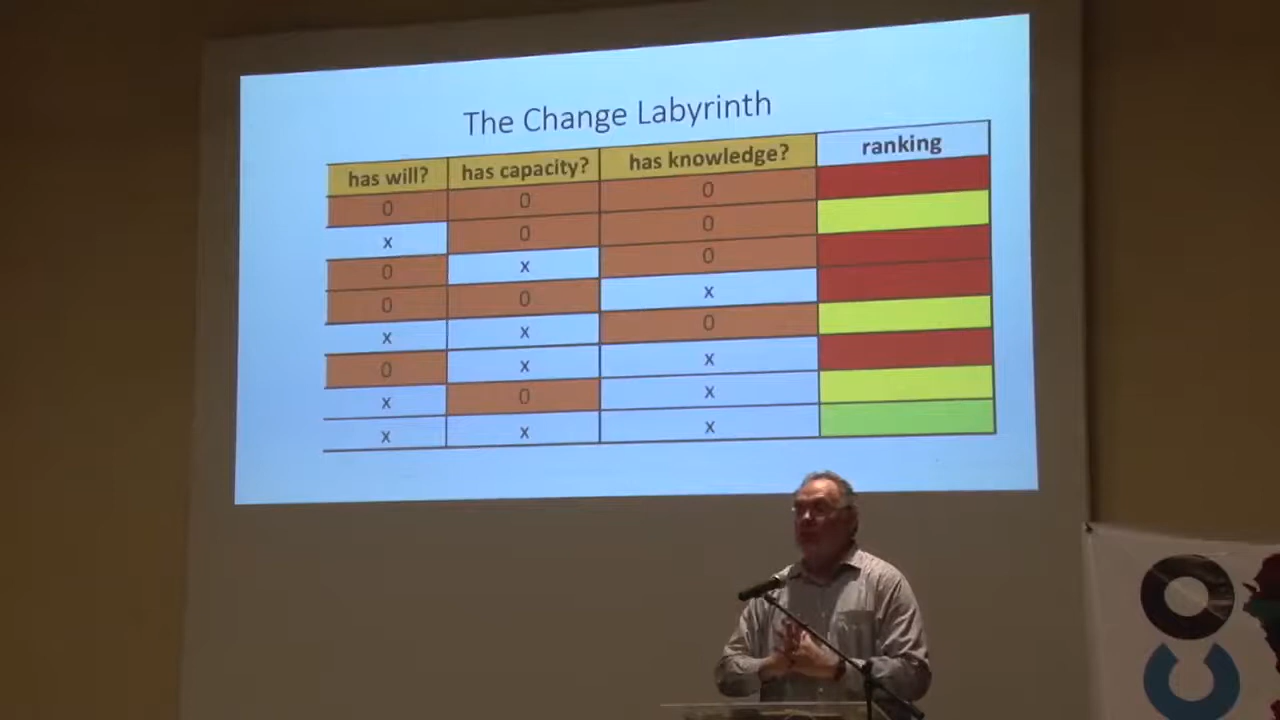 The Change Labyrinth
has will? has capacity? has knowledge? ranking
0 0 0
x 0 0
0 x 0
0 0 x
x x 0
0 x x
x 0 x
x x x